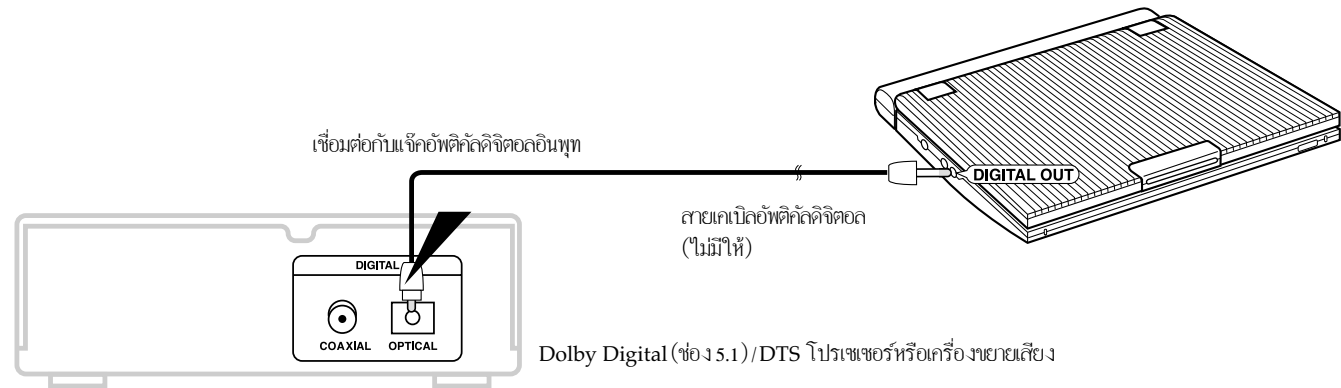 เชื่อมต่อกับแจ๊คอัพติคัลดิจิตอลอินพุท
DIGITAL OUT
สายเคเบิลอัพติคัลดิจิตอล
(ไม่มีให้)
DIGITAL
COAXIAL OPTICAL
Dolby Digital (ช่อง 5.1)/DTS โปรเซเซอร์หรือเครื่องขยายเสียง